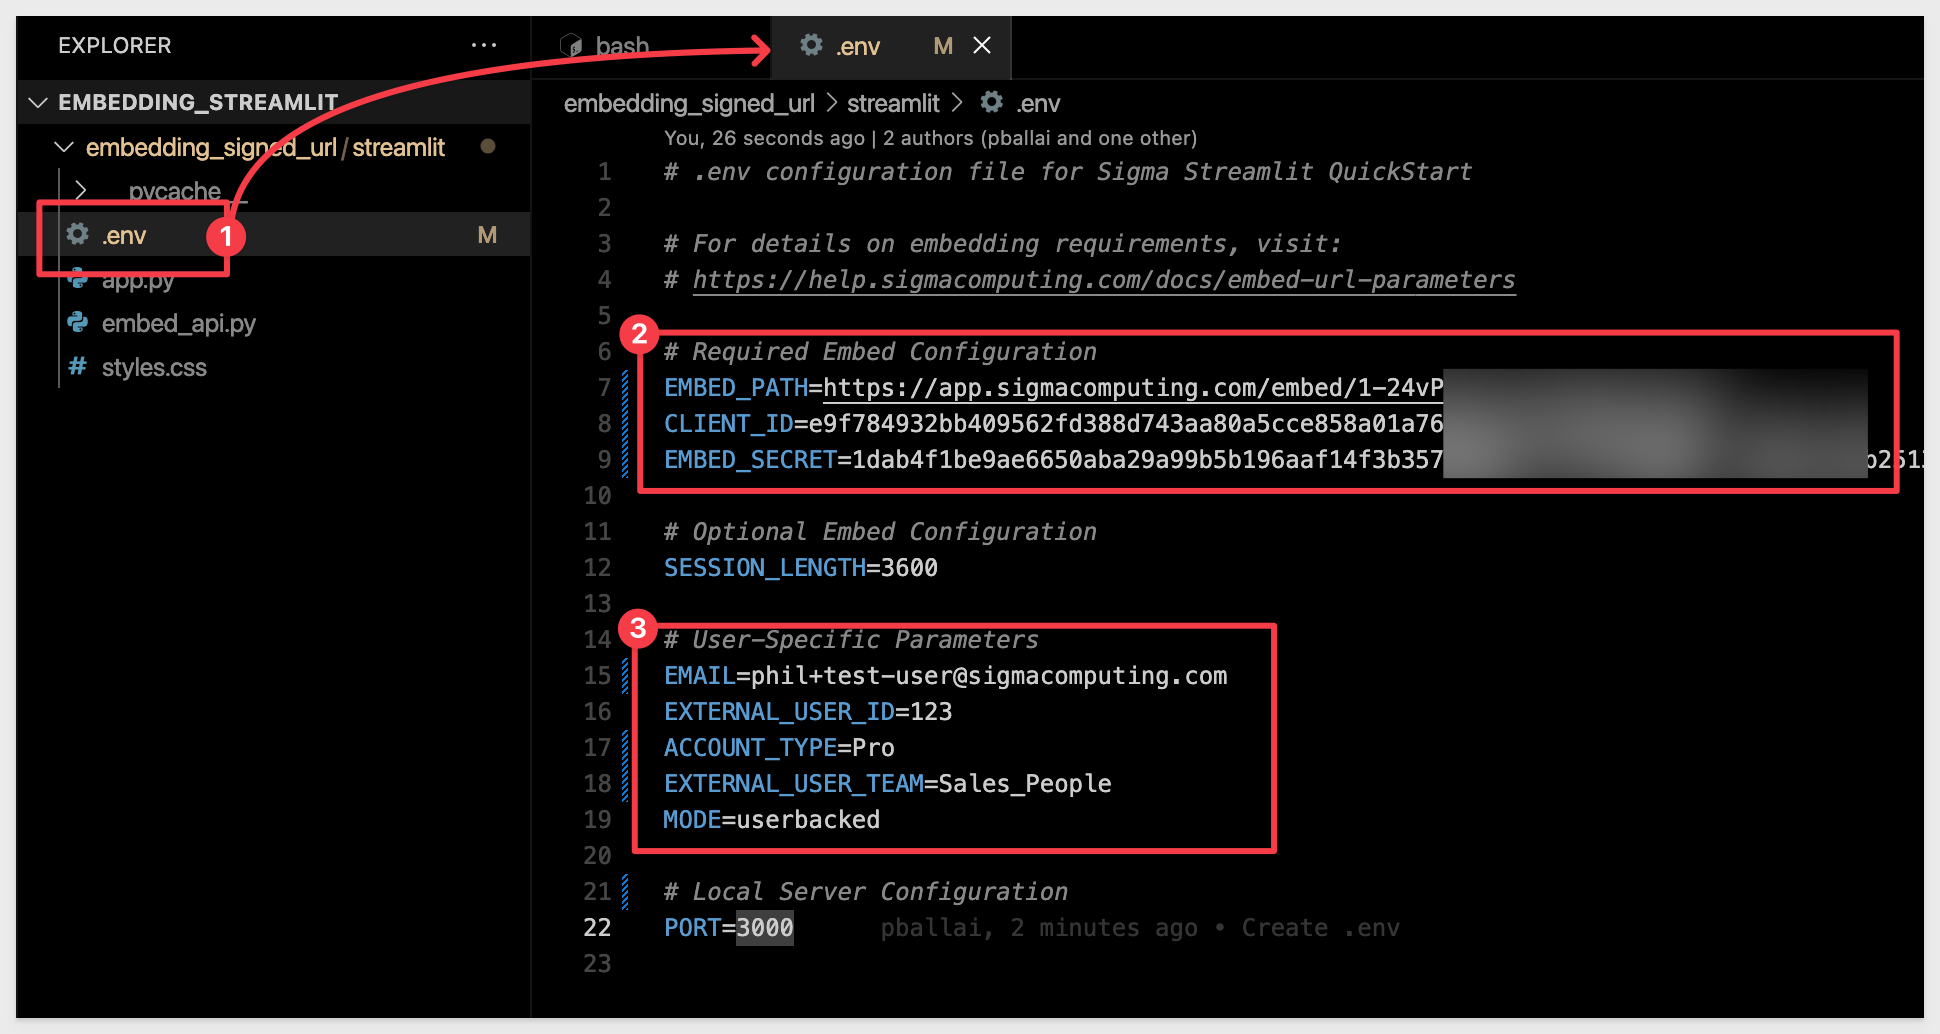 EXPLORER ···
EMBEDDING_STREAMLIT
embedding_signed_url / streamlit
__pycache__
.env M
app.py
embed_api.py
styles.css
1
bash
.env M
embedding_signed_url > streamlit > .env
You, 26 seconds ago | 2 authors (pballai and one other)
1 # .env configuration file for Sigma Streamlit QuickStart
2
3 # For details on embedding requirements, visit:
4 # https://help.sigmacomputing.com/docs/embed-url-parameters
5
2
6 # Required Embed Configuration
7 EMBED_PATH=https://app.sigmacomputing.com/embed/1-24vP
8 CLIENT_ID=e9f784932bb409562fd388d743aa80a5cce858a01a76
9 EMBED_SECRET=1dab4f1be9ae6650aba29a99b5b196aaf14f3b357
10
11 # Optional Embed Configuration
12 SESSION_LENGTH=3600
13
3
14 # User-Specific Parameters
15 EMAIL=phil+test-user@sigmacomputing.com
16 EXTERNAL_USER_ID=123
17 ACCOUNT_TYPE=Pro
18 EXTERNAL_USER_TEAM=Sales_People
19 MODE=userbacked
20
21 # Local Server Configuration
22 PORT=3000 pballai, 2 minutes ago • Create .env
23